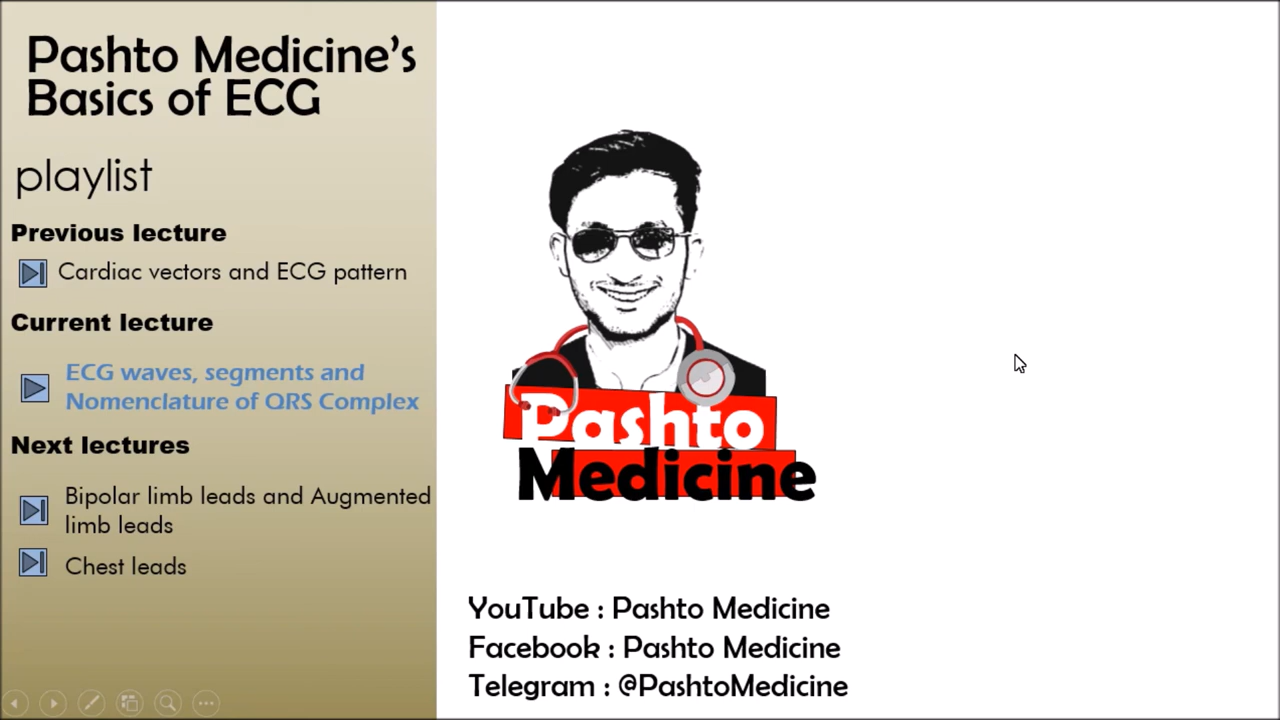 Pashto Medicine's
Basics of ECG
playlist
Previous lecture
Cardiac vectors and ECG pattern
Current lecture
ECG waves, segments and
Nomenclature of QRS Complex
Next lectures
Bipolar limb leads and Augmented
limb leads
Chest leads
Pashto
Medicine
YouTube : Pashto Medicine
Facebook : Pashto Medicine
Telegram : @PashtoMedicine